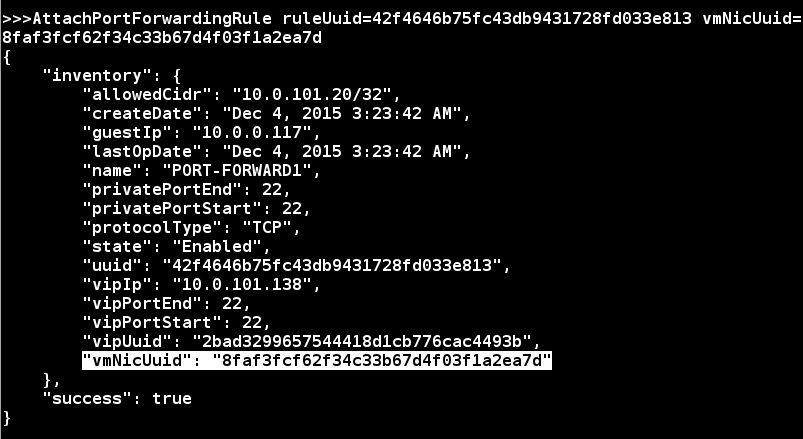 >>>AttachPortForwardingRule ruleUuid=42f4646b75fc43db9431728fd033e813 vmNicUuid=
8faf3fcf62f34c33b67d4f03f1a2ea7d
{
    "inventory": {
        "allowedCidr": "10.0.101.20/32",
        "createDate": "Dec 4, 2015 3:23:42 AM",
        "guestIp": "10.0.0.117",
        "lastOpDate": "Dec 4, 2015 3:23:42 AM",
        "name": "PORT-FORWARD1",
        "privatePortEnd": 22,
        "privatePortStart": 22,
        "protocolType": "TCP",
        "state": "Enabled",
        "uuid": "42f4646b75fc43db9431728fd033e813",
        "vipIp": "10.0.101.138",
        "vipPortEnd": 22,
        "vipPortStart": 22,
        "vipUuid": "2bad3299657544418d1cb776cac4493b",
        "vmNicUuid": "8faf3fcf62f34c33b67d4f03f1a2ea7d"
    },
    "success": true
}